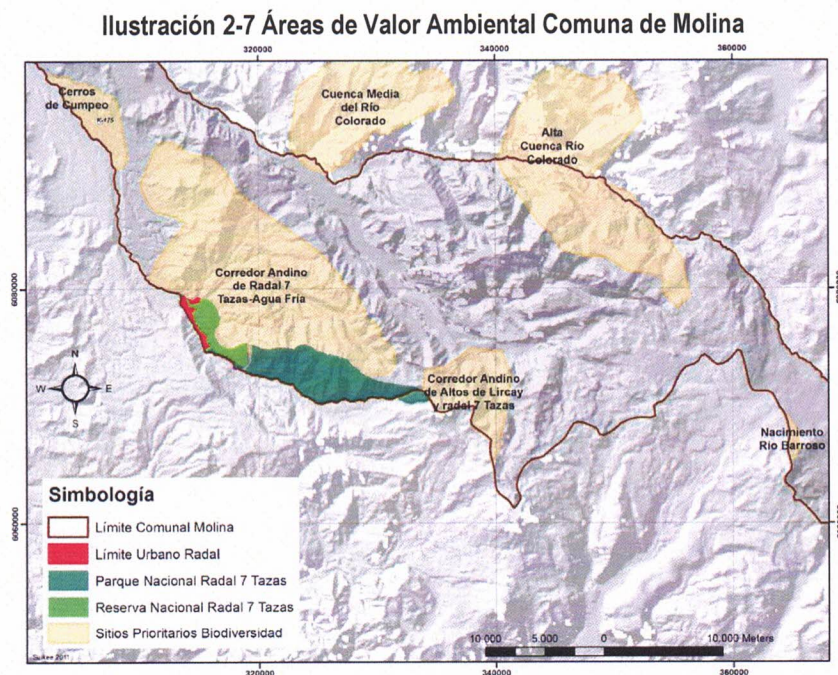 Ilustración 2-7 Áreas de Valor Ambiental Comuna de Molina
320000
340000
360000
Cerros
de Cumpeo
Cuenca Media
del Río
Colorado
Alta
Cuenca Río
Colorado
Corredor Andino
de Radal 7
Tazas-Agua Fría
6080000
N
W
E
S
Corredor Andino
de Altos de Lircay
y radal 7 Tazas
Nacimiento
Río Barroso
Simbología
Límite Comunal Molina
Límite Urbano Radal
Parque Nacional Radal 7 Tazas
Reserva Nacional Radal 7 Tazas
Sitios Prioritarios Biodiversidad
6060000
10.000
5.000
0
10.000 Meters
320000
340000
360000